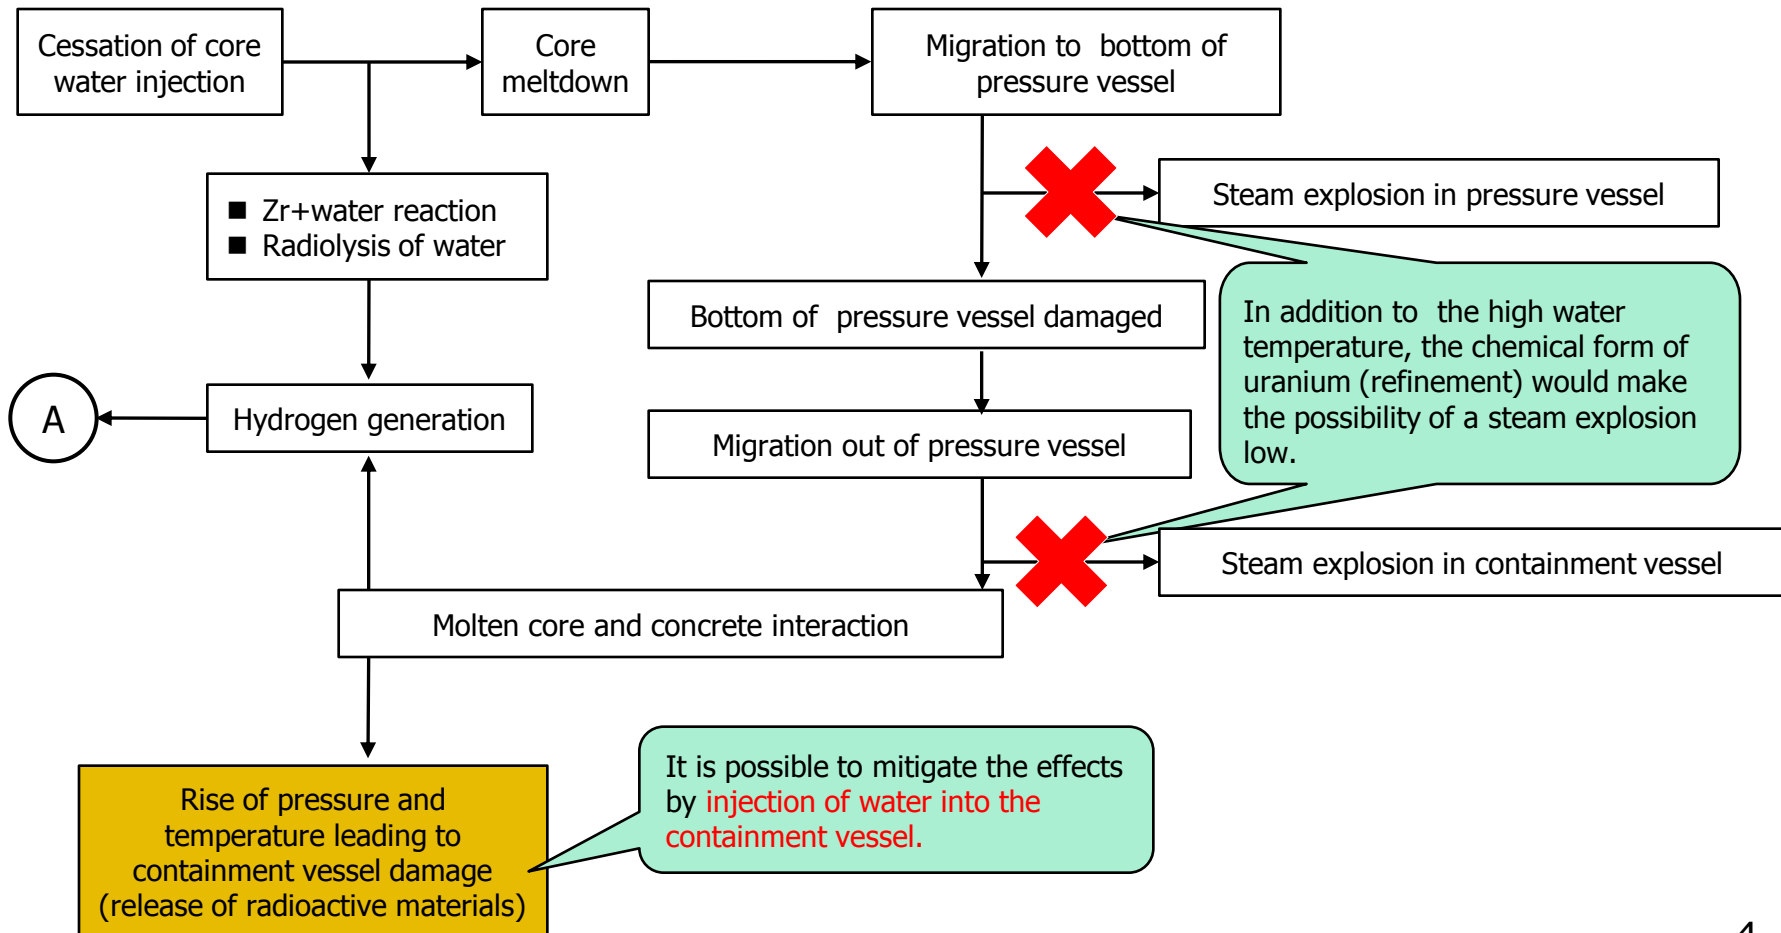 Cessation of core
water injection
Core
meltdown
Migration to bottom of
pressure vessel
■ Zr+water reaction
■ Radiolysis of water
Steam explosion in pressure vessel
Bottom of pressure vessel damaged
In addition to the high water
temperature, the chemical form of
uranium (refinement) would make
the possibility of a steam explosion
low.
A
Hydrogen generation
Migration out of pressure vessel
Steam explosion in containment vessel
Molten core and concrete interaction
Rise of pressure and
temperature leading to
containment vessel damage
(release of radioactive materials)
It is possible to mitigate the effects
by injection of water into the
containment vessel.